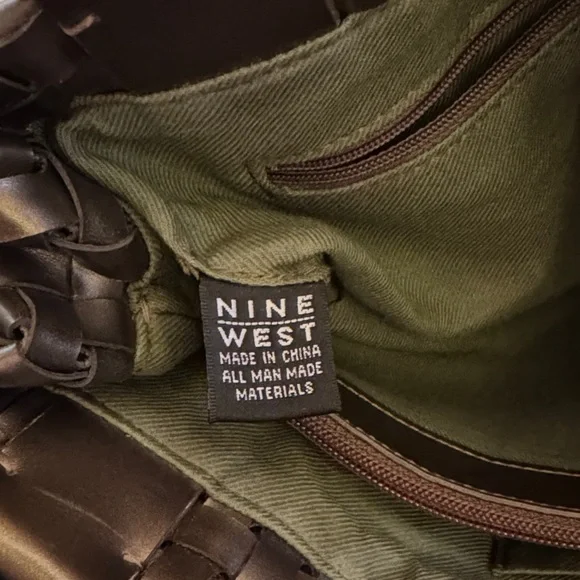 NINE
WEST
MADE IN CHINA
ALL MAN MADE
MATERIALS